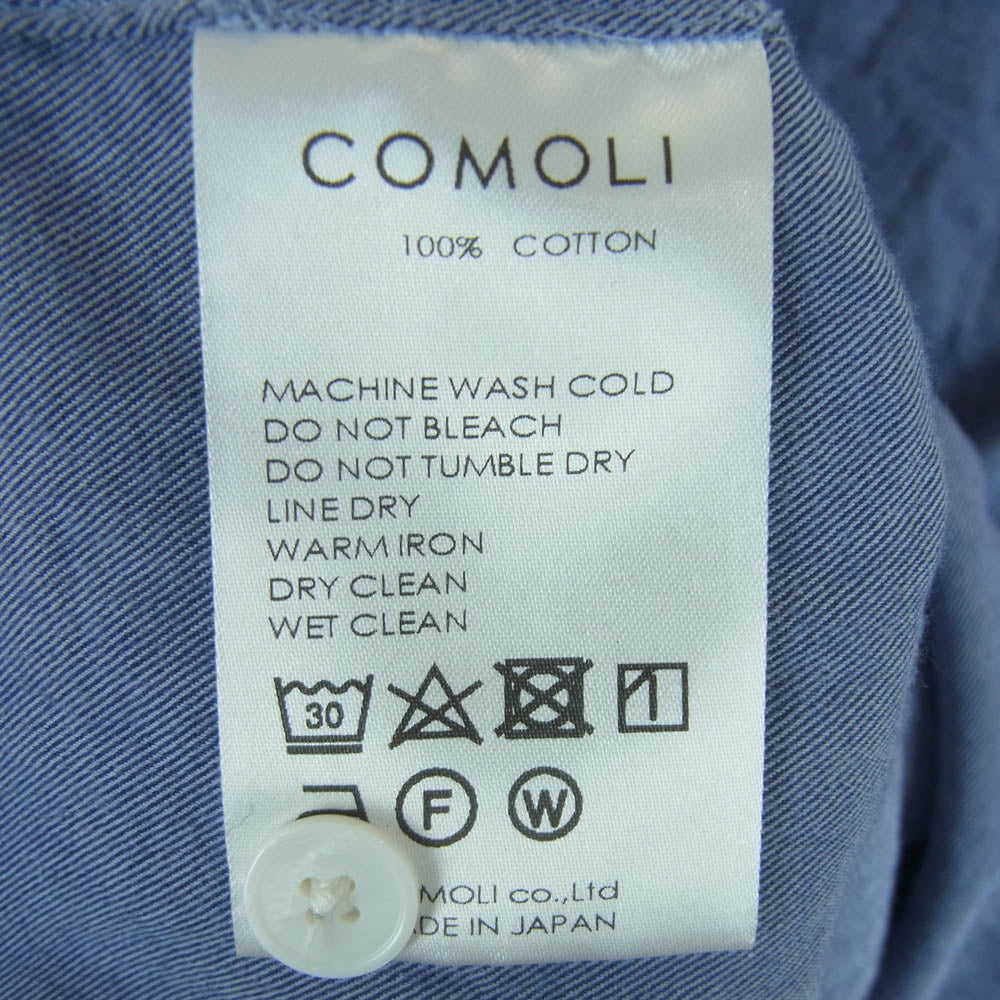 COMOLI
100% COTTON
MACHINE WASH COLD
DO NOT BLEACH
DO NOT TUMBLE DRY
LINE DRY
WARM IRON
DRY CLEAN
WET CLEAN
30
F W
MOLI co.,Ltd
DE IN JAPAN